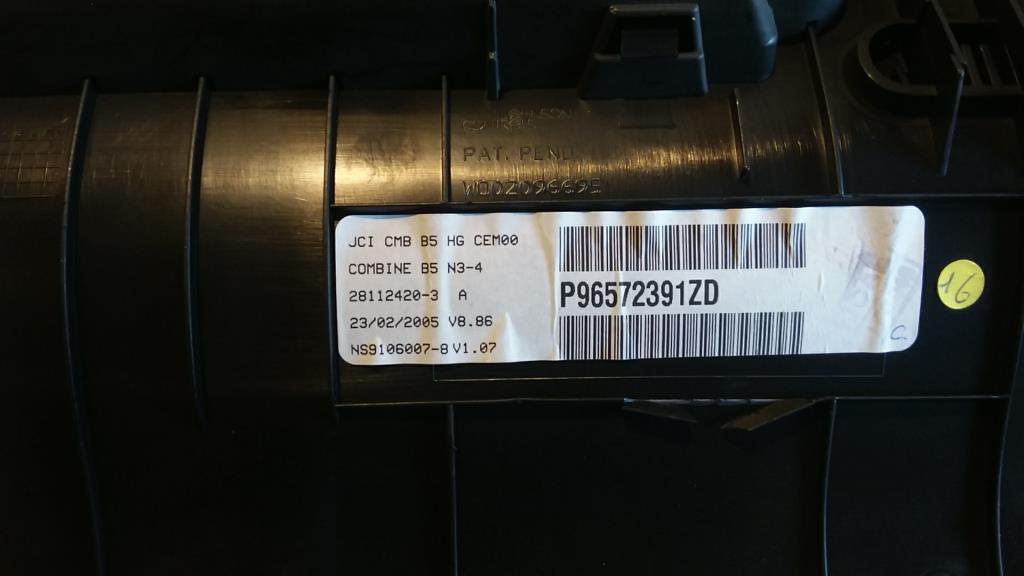 PAT. PEND.
W00Z096695
JCI CMB B5 HG CEM00
COMBINE B5 N3-4
28112420-3 A
23/02/2005 V8.86
NS9106007-8 V1.07
P96572391ZD
16
C